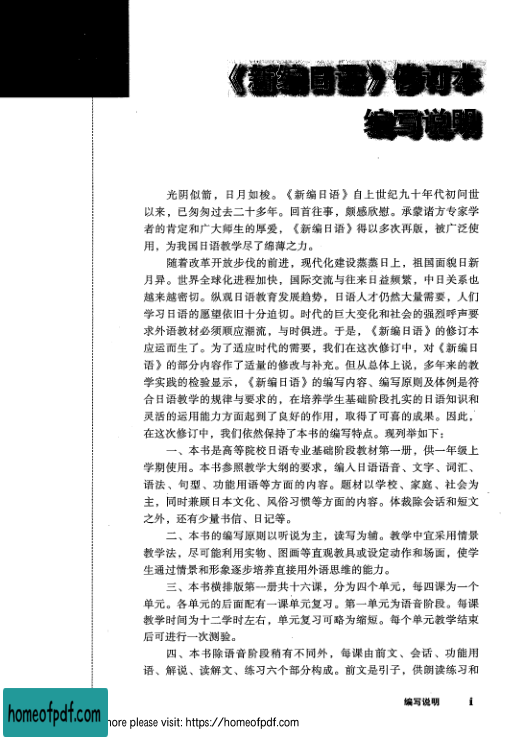 《新编日语》修订本
编写说明
光阴似箭，日月如梭。《新编日语》自上世纪九十年代初问世
以来，已匆匆过去二十多年。回首往事，颇感欣慰。承蒙诸方专家学
者的肯定和广大师生的厚爱，《新编日语》得以多次再版，被广泛使
用，为我国日语教学尽了绵薄之力。
随着改革开放步伐的前进，现代化建设蒸蒸日上，祖国面貌日新
月异。世界全球化进程加快，国际交流与往来日益频繁，中日关系也
越来越密切。纵观日语教育发展趋势，日语人才仍然大量需要，人们
学习日语的愿望依旧十分迫切。时代的巨大变化和社会的强烈呼声要
求外语教材必须顺应潮流，与时俱进。于是，《新编日语》的修订本
应运而生了。为了适应时代的需要，我们在这次修订中，对《新编日
语》的部分内容作了适量的修改与补充。但从总体上说，多年来的教
学实践的检验显示，《新编日语》的编写内容、编写原则及体例是符
合日语教学的规律与要求的，在培养学生基础阶段扎实的日语知识和
灵活的运用能力方面起到了良好的作用，取得了可喜的成果。因此，
在这次修订中，我们依然保持了本书的编写特点。现列举如下：
一、本书是高等院校日语专业基础阶段教材第一册，供一年级上
学期使用。本书参照教学大纲的要求，编入日语语音、文字、词汇、
语法、句型、功能用语等方面的内容。题材以学校、家庭、社会为
主，同时兼顾日本文化、风俗习惯等方面的内容。体裁除会话和短文
之外，还有少量书信、日记等。
二、本书的编写原则以听说为主，读写为辅。教学中宜采用情景
教学法，尽可能利用实物、图画等直观教具或设定动作和场面，使学
生通过情景和形象逐步培养直接用外语思维的能力。
三、本书横排版第一册共十六课，分为四个单元，每四课为一个
单元。各单元的后面配有一课单元复习。第一单元为语音阶段。每课
教学时间为十二学时左右，单元复习可略为缩短。每个单元教学结束
后可进行一次测验。
四、本书除语音阶段稍有不同外，每课由前文、会话、功能用
语、解说、读解文、练习六个部分构成。前文是引子，供朗读练习和
编写说明 i
homeofpdf.com
ore please visit: https://homeofpdf.com